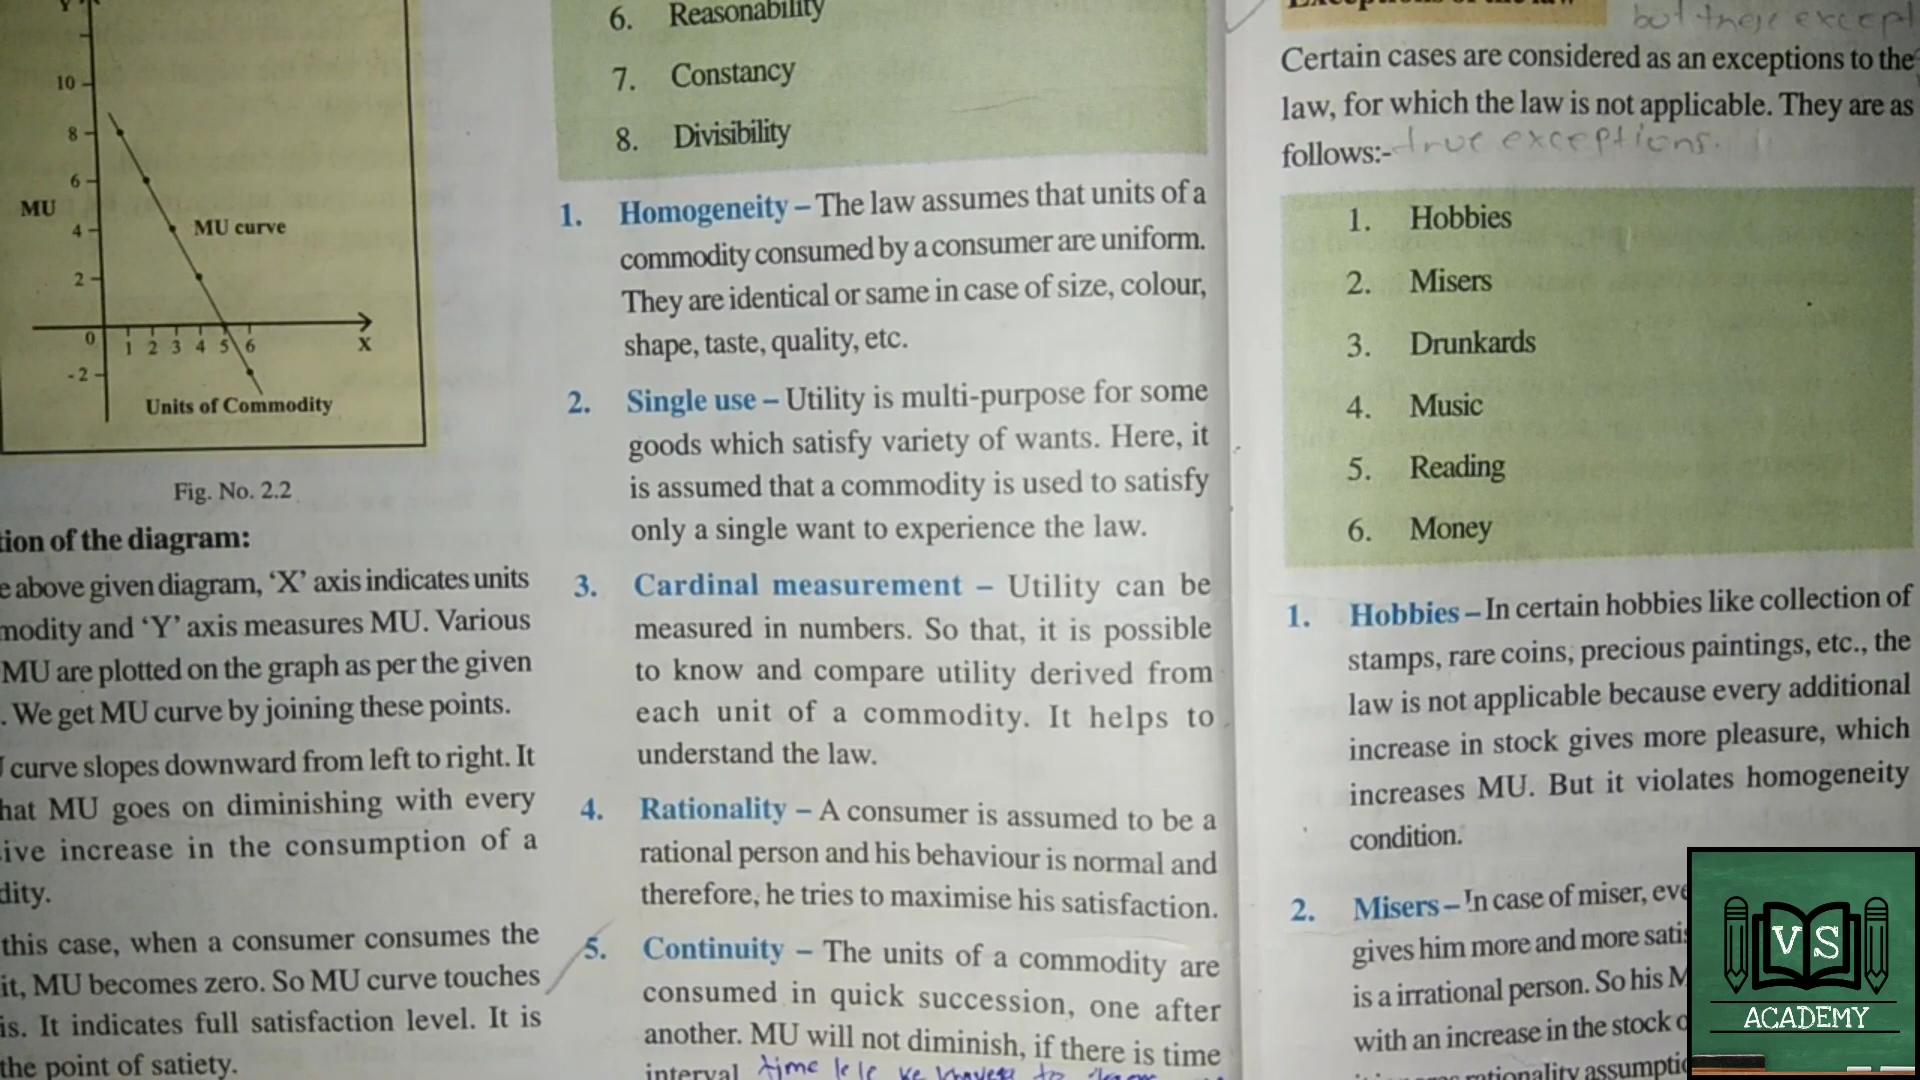 Y
10
8
6
MU
4
2
0
-2
MU curve
1 2 3 4 5 6
X
Units of Commodity
Fig. No. 2.2
tion of the diagram:
e above given diagram, ‘X’ axis indicates units
modity and ‘Y’ axis measures MU. Various
MU are plotted on the graph as per the given
. We get MU curve by joining these points.
curve slopes downward from left to right. It
hat MU goes on diminishing with every
ive increase in the consumption of a
dity.
this case, when a consumer consumes the
it, MU becomes zero. So MU curve touches
is. It indicates full satisfaction level. It is
the point of satiety.
6. Reasonability
7. Constancy
8. Divisibility
1. Homogeneity – The law assumes that units of a
commodity consumed by a consumer are uniform.
They are identical or same in case of size, colour,
shape, taste, quality, etc.
2. Single use – Utility is multi-purpose for some
goods which satisfy variety of wants. Here, it
is assumed that a commodity is used to satisfy
only a single want to experience the law.
3. Cardinal measurement – Utility can be
measured in numbers. So that, it is possible
to know and compare utility derived from
each unit of a commodity. It helps to
understand the law.
4. Rationality – A consumer is assumed to be a
rational person and his behaviour is normal and
therefore, he tries to maximise his satisfaction.
5. Continuity – The units of a commodity are
consumed in quick succession, one after
another. MU will not diminish, if there is time
interval time
but these except
Certain cases are considered as an exceptions to the
law, for which the law is not applicable. They are as
follows:- true exceptions.
1. Hobbies
2. Misers
3. Drunkards
4. Music
5. Reading
6. Money
1. Hobbies – In certain hobbies like collection of
stamps, rare coins, precious paintings, etc., the
law is not applicable because every additional
increase in stock gives more pleasure, which
increases MU. But it violates homogeneity
condition.
2. Misers – In case of miser, eve
gives him more and more satis
is a irrational person. So his M
with an increase in the stock o
rationality assumptio
VS
ACADEMY